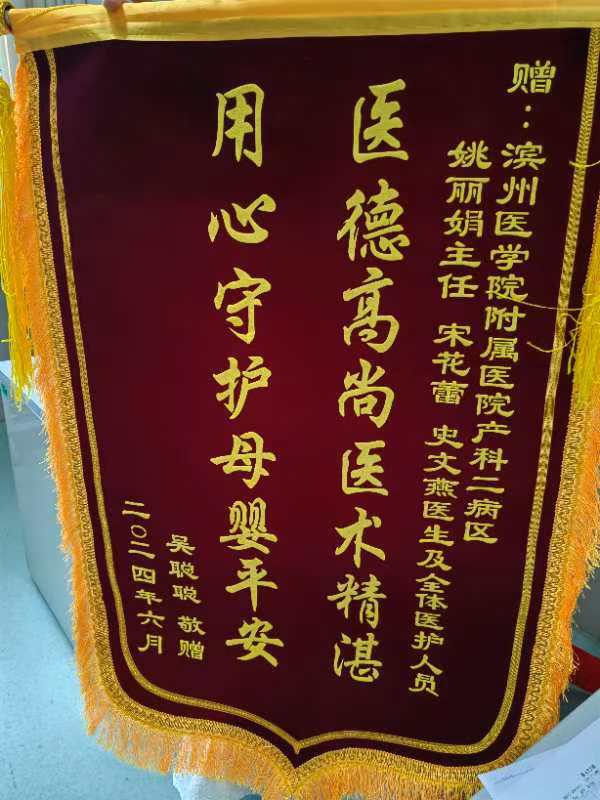 赠：滨州医学院附属医院产科二病区
姚丽娟主任 宋花蕾 史文燕医生及全体医护人员
医德高尚医术精湛
用心守护母婴平安
吴聪聪 敬赠
二〇二四年六月